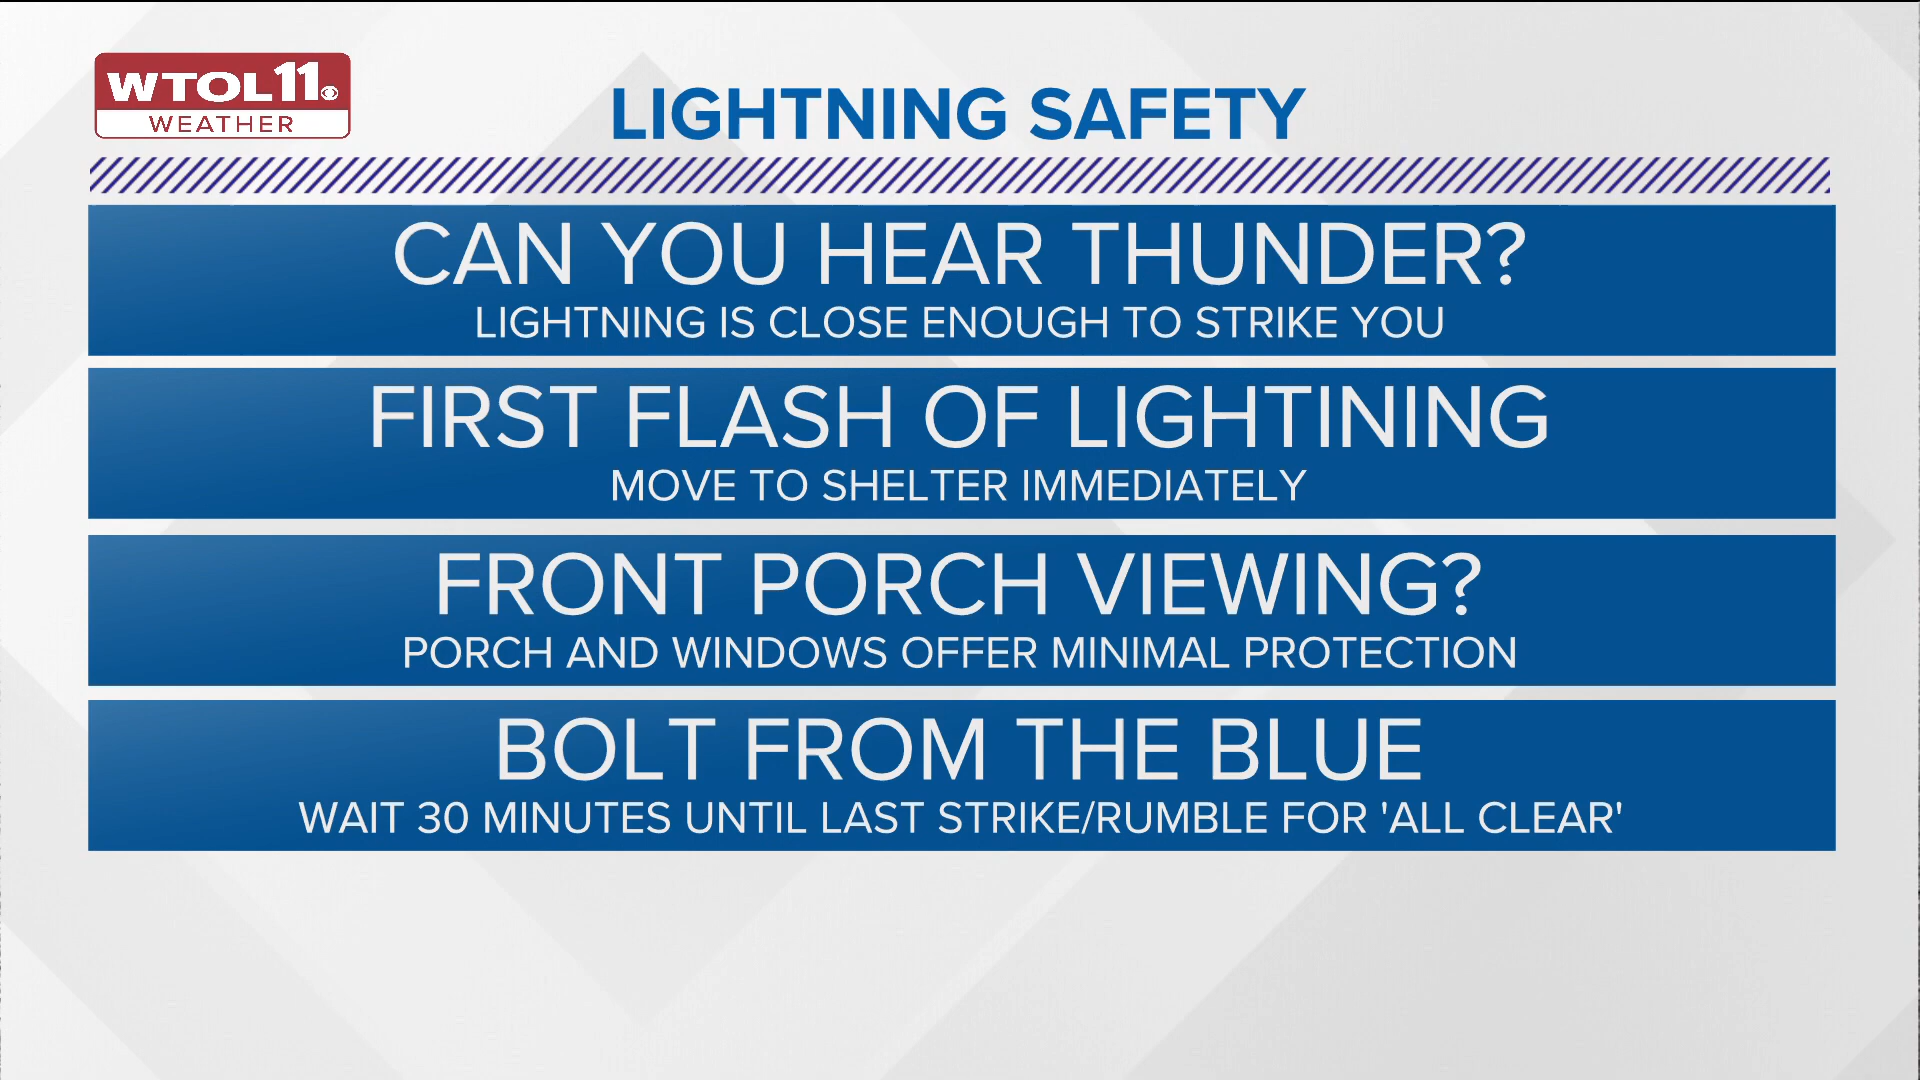 WTOL 11
WEATHER
LIGHTNING SAFETY
CAN YOU HEAR THUNDER?
LIGHTNING IS CLOSE ENOUGH TO STRIKE YOU
FIRST FLASH OF LIGHTINING
MOVE TO SHELTER IMMEDIATELY
FRONT PORCH VIEWING?
PORCH AND WINDOWS OFFER MINIMAL PROTECTION
BOLT FROM THE BLUE
WAIT 30 MINUTES UNTIL LAST STRIKE/RUMBLE FOR 'ALL CLEAR'